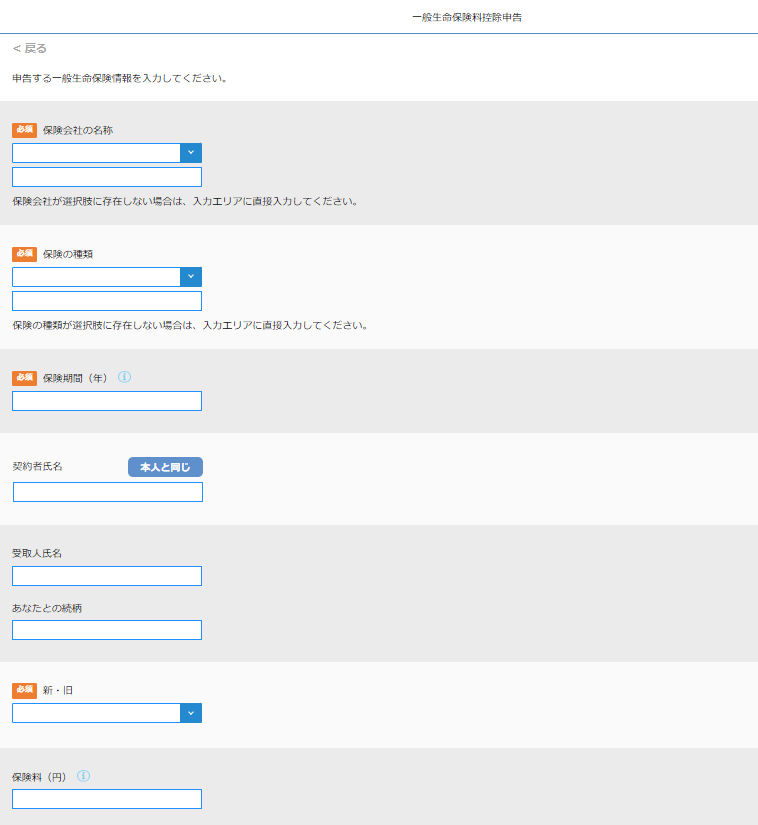 一般生命保険料控除申告
< 戻る
申告する一般生命保険情報を入力してください。
必須 保険会社の名称
保険会社が選択肢に存在しない場合は、入力エリアに直接入力してください。
必須 保険の種類
保険の種類が選択肢に存在しない場合は、入力エリアに直接入力してください。
必須 保険期間（年）
契約者氏名 本人と同じ
受取人氏名
あなたとの続柄
必須 新・旧
保険料（円）